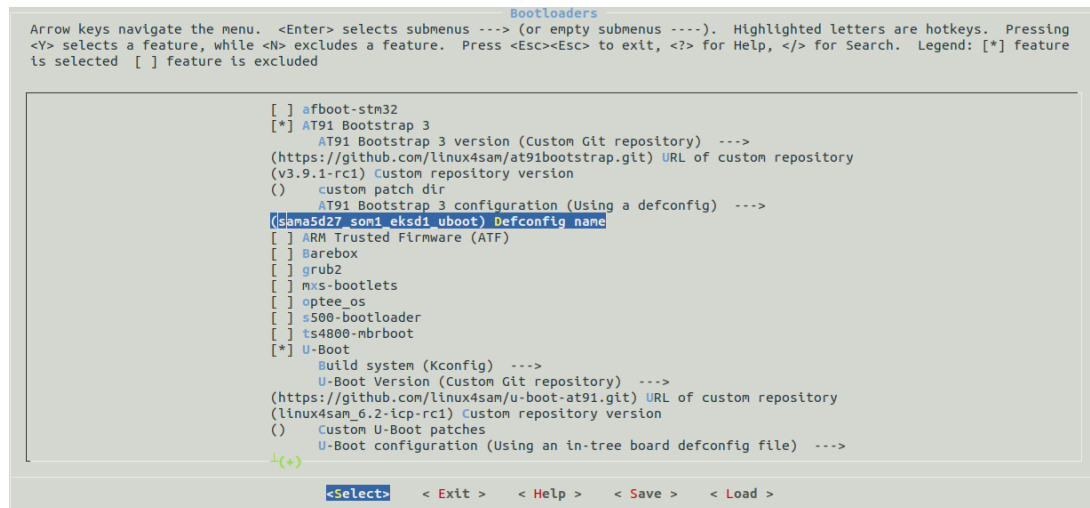 Bootloaders
Arrow keys navigate the menu.  <Enter> selects submenus ---> (or empty submenus ----).  Highlighted letters are hotkeys.  Pressing
<Y> selects a feature, while <N> excludes a feature.  Press <Esc><Esc> to exit, <?> for Help, </> for Search.  Legend: [*] feature
is selected  [ ] feature is excluded
[ ] afboot-stm32
[*] AT91 Bootstrap 3
AT91 Bootstrap 3 version (Custom Git repository)  --->
(https://github.com/linux4sam/at91bootstrap.git) URL of custom repository
(v3.9.1-rc1) Custom repository version
()    custom patch dir
AT91 Bootstrap 3 configuration (Using a defconfig)  --->
(sama5d27_som1_eksd1_uboot) Defconfig name
[ ] ARM Trusted Firmware (ATF)
[ ] Barebox
[ ] grub2
[ ] mxs-bootlets
[ ] optee_os
[ ] s500-bootloader
[ ] ts4800-mbrboot
[*] U-Boot
Build system (Kconfig)  --->
U-Boot Version (Custom Git repository)  --->
(https://github.com/linux4sam/u-boot-at91.git) URL of custom repository
(linux4sam_6.2-icp-rc1) Custom repository version
()    Custom U-Boot patches
U-Boot configuration (Using an in-tree board defconfig file)  --->
(+)
<Select>    < Exit >    < Help >    < Save >    < Load >